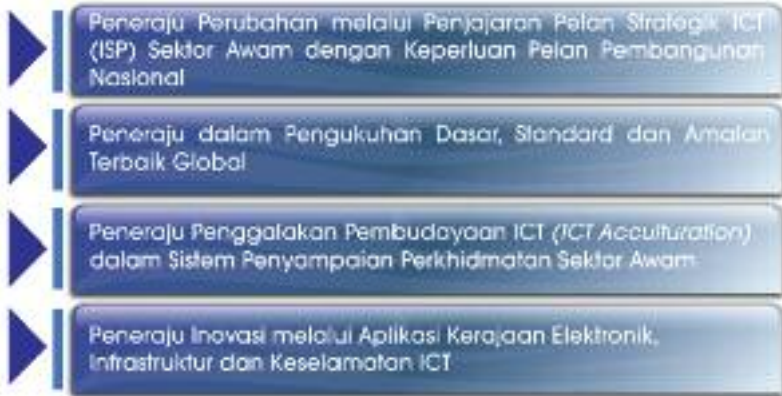 Peneraju Perubahan melalui Penjajaran Pelan Strategik ICT
(ISP) Sektor Awam dengan Keperluan Pelan Pembangunan
Nasional
Peneraju dalam Pengukuhan Dasar, Standard dan Amalan
Terbaik Global
Peneraju Penggalakan Pembudayaan ICT (ICT Acculturation)
dalam Sistem Penyampaian Perkhidmatan Sektor Awam
Peneraju Inovasi melalui Aplikasi Kerajaan Elektronik,
Infrastruktur dan Keselamatan ICT